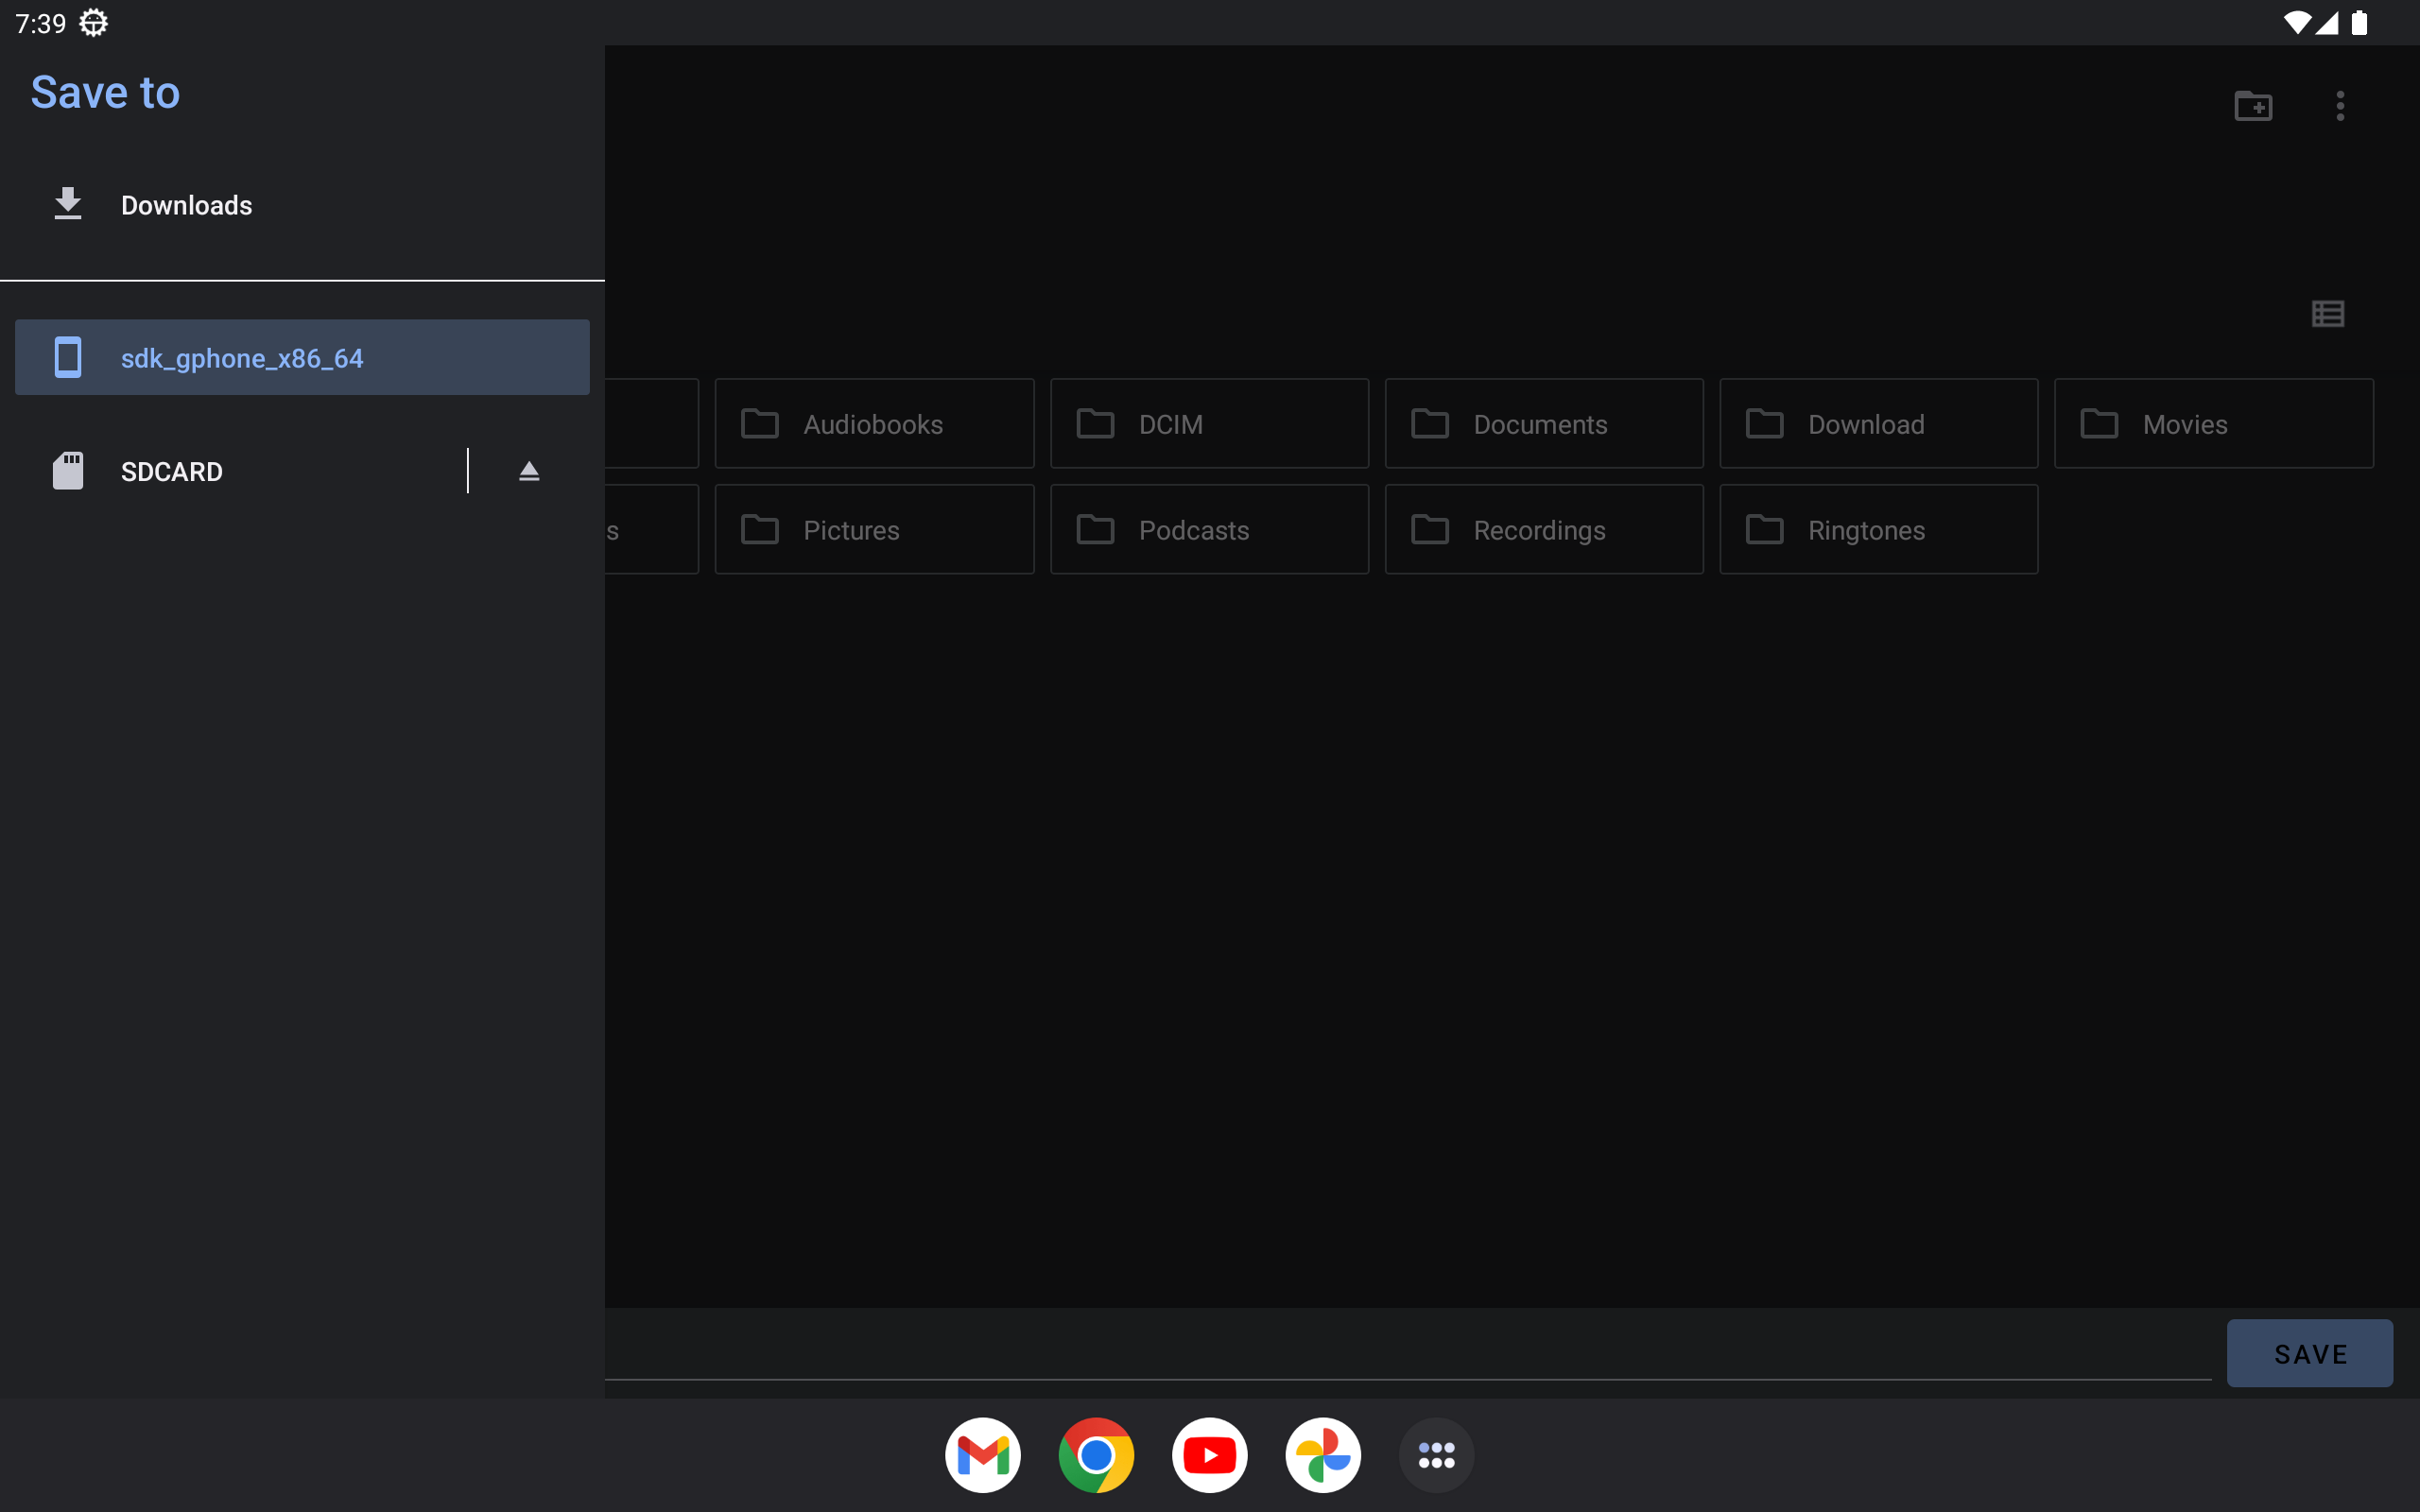 7:39
Save to
Downloads
sdk_gphone_x86_64
SDCARD
Audiobooks
DCIM
Documents
Download
Movies
s
Pictures
Podcasts
Recordings
Ringtones
SAVE